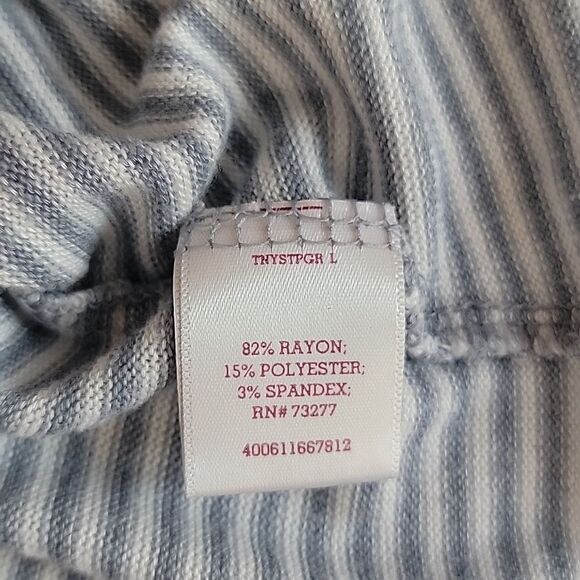 TNYSTPGR L
82% RAYON;
15% POLYESTER;
3% SPANDEX;
RN# 73277
400611667812